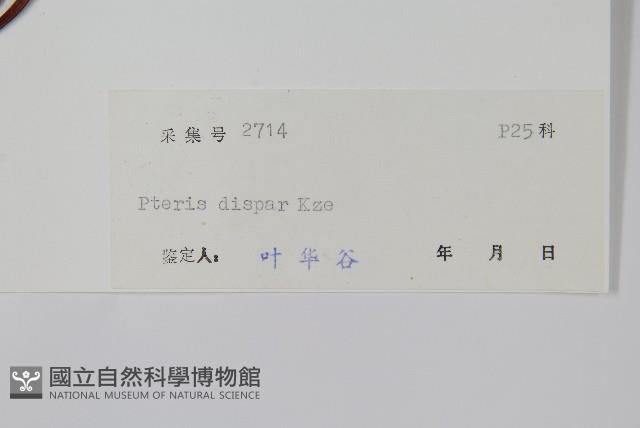 采集号 2714 P25科
Pteris dispar Kze
鉴定人： 叶华谷 年 月 日
國立自然科學博物館
NATIONAL MUSEUM OF NATURAL SCIENCE